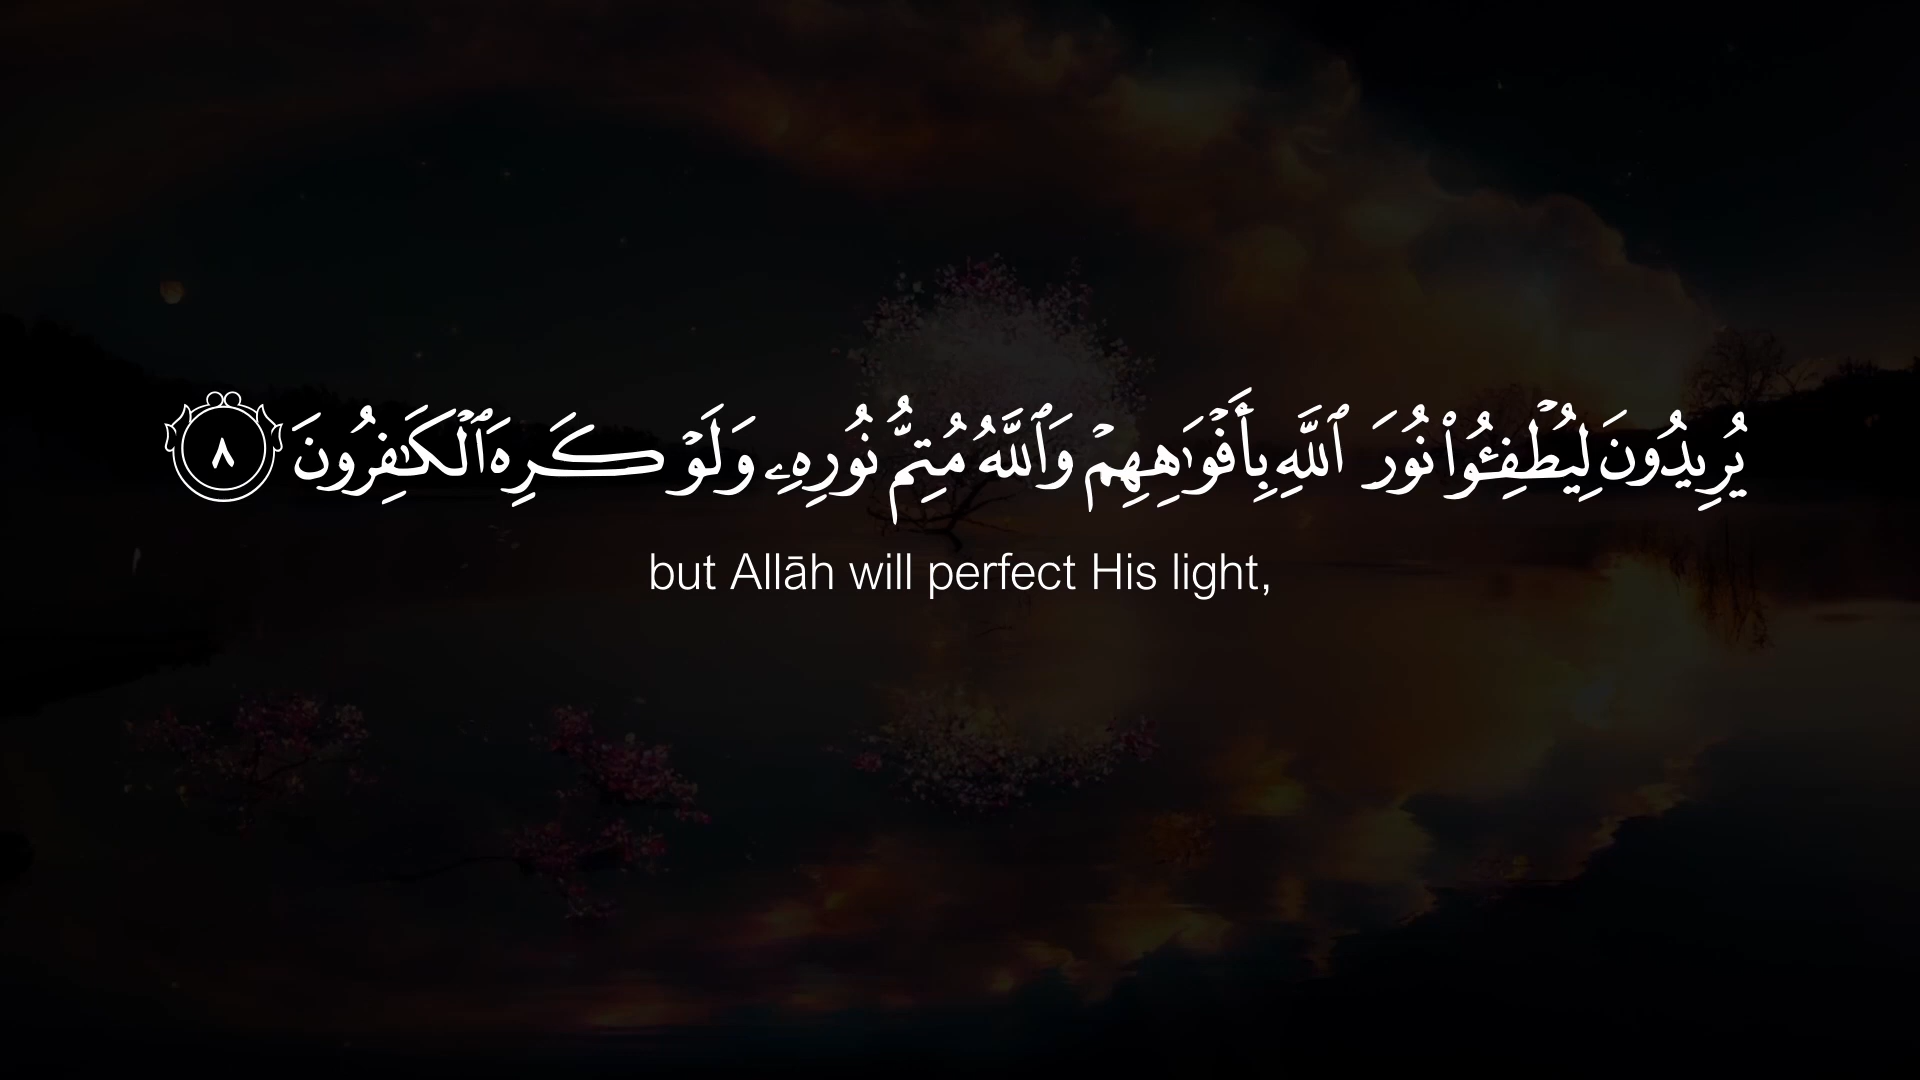 يُرِيدُونَ لِيُطۡفِـُٔواْ نُورَ ٱللَّهِ بِأَفۡوَٰهِهِمۡ وَٱللَّهُ مُتِمُّ نُورِهِۦ وَلَوۡ كَرِهَ ٱلۡكَٰفِرُونَ ٨
but Allāh will perfect His light,